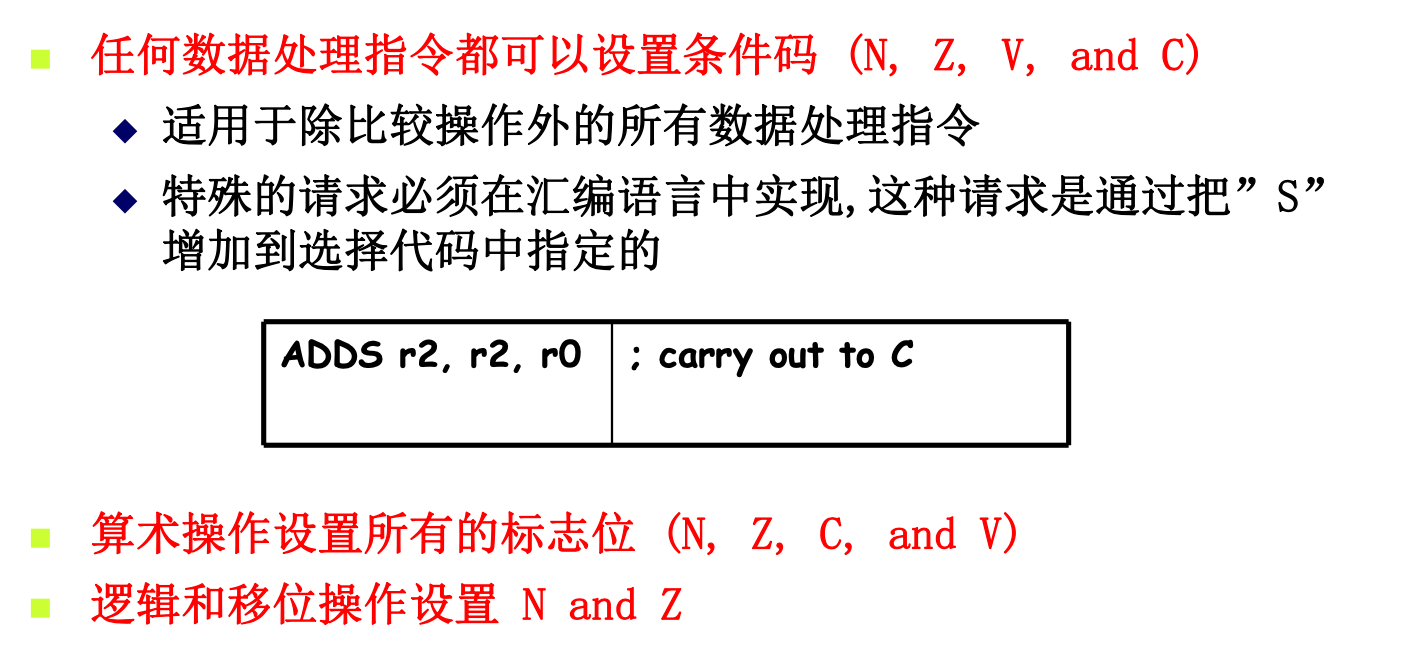 任何数据处理指令都可以设置条件码 (N, Z, V, and C)
适用于除比较操作外的所有数据处理指令
特殊的请求必须在汇编语言中实现,这种请求是通过把”S”
增加到选择代码中指定的
ADDS r2, r2, r0 ; carry out to C
算术操作设置所有的标志位 (N, Z, C, and V)
逻辑和移位操作设置 N and Z